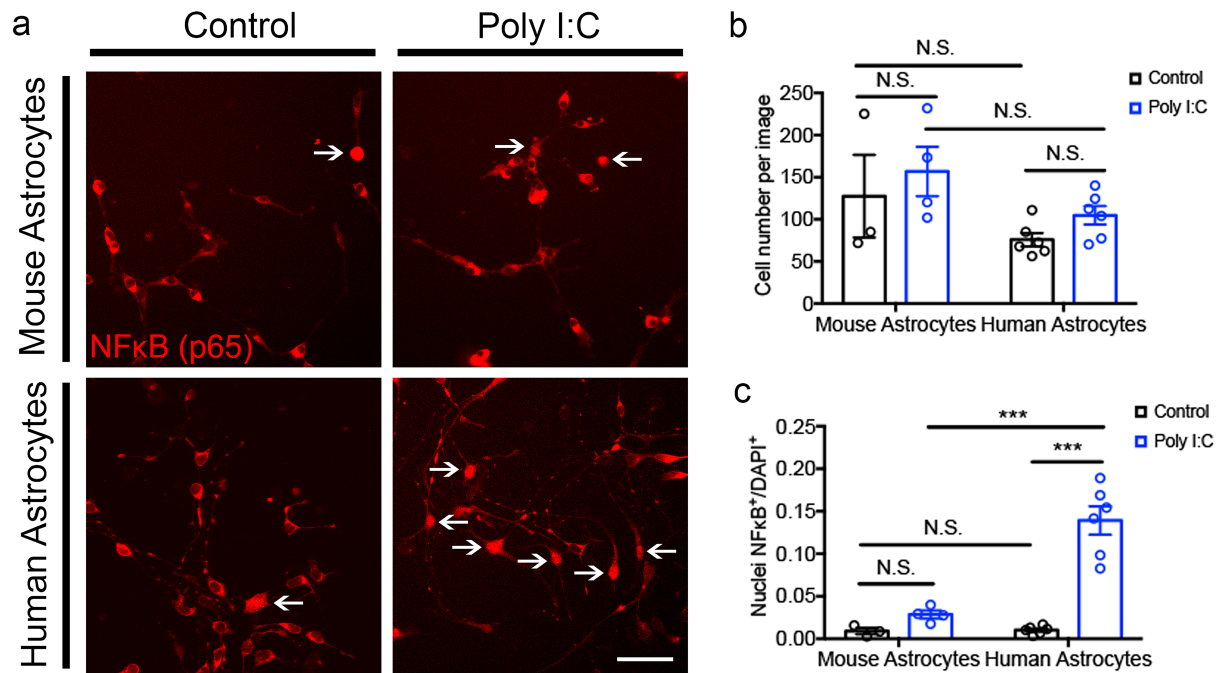 a
Control
Poly I:C
Mouse Astrocytes
NFκB (p65)
Human Astrocytes
b
N.S.
N.S.
N.S.
N.S.
Control
Poly I:C
Cell number per image
250
200
150
100
50
0
Mouse Astrocytes
Human Astrocytes
c
***
***
N.S.
N.S.
Control
Poly I:C
Nuclei NFκB+/DAPI+
0.25
0.20
0.15
0.10
0.05
0.00
Mouse Astrocytes
Human Astrocytes